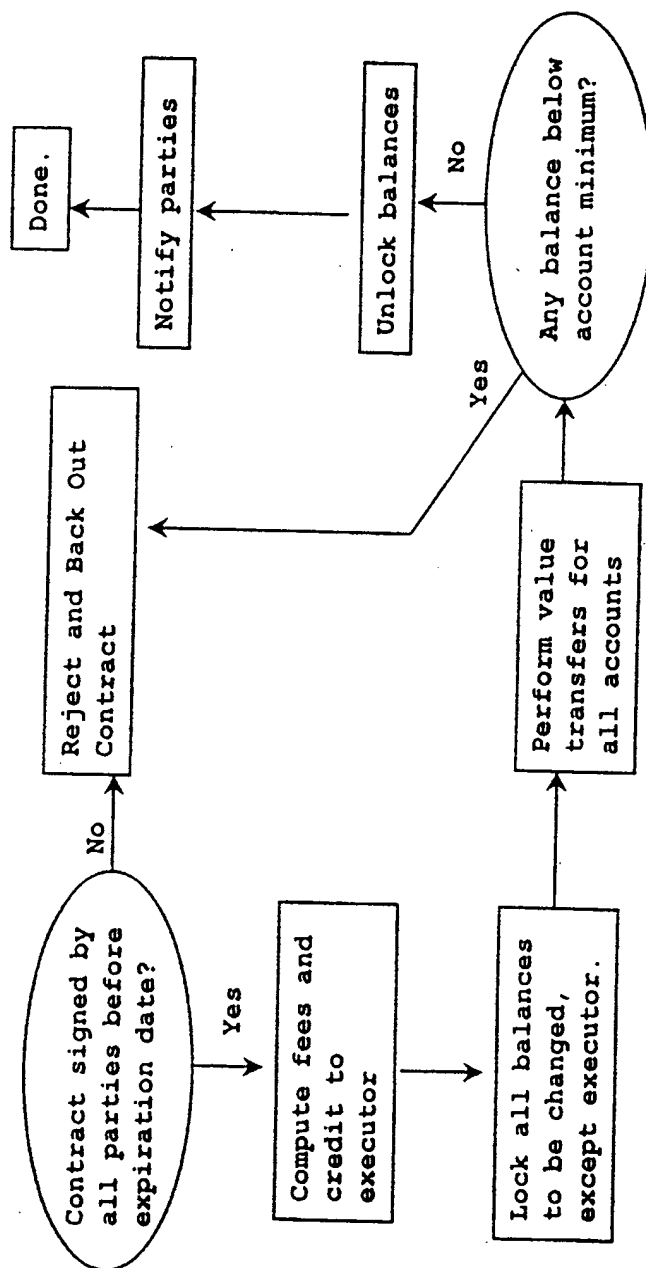 Contract signed by
all parties before
expiration date?
No
Reject and Back Out
Contract
Yes
Compute fees and
credit to
executor
Lock all balances
to be changed,
except executor.
Perform value
transfers for
all accounts
Any balance below
account minimum?
Yes
No
Unlock balances
Notify parties
Done.